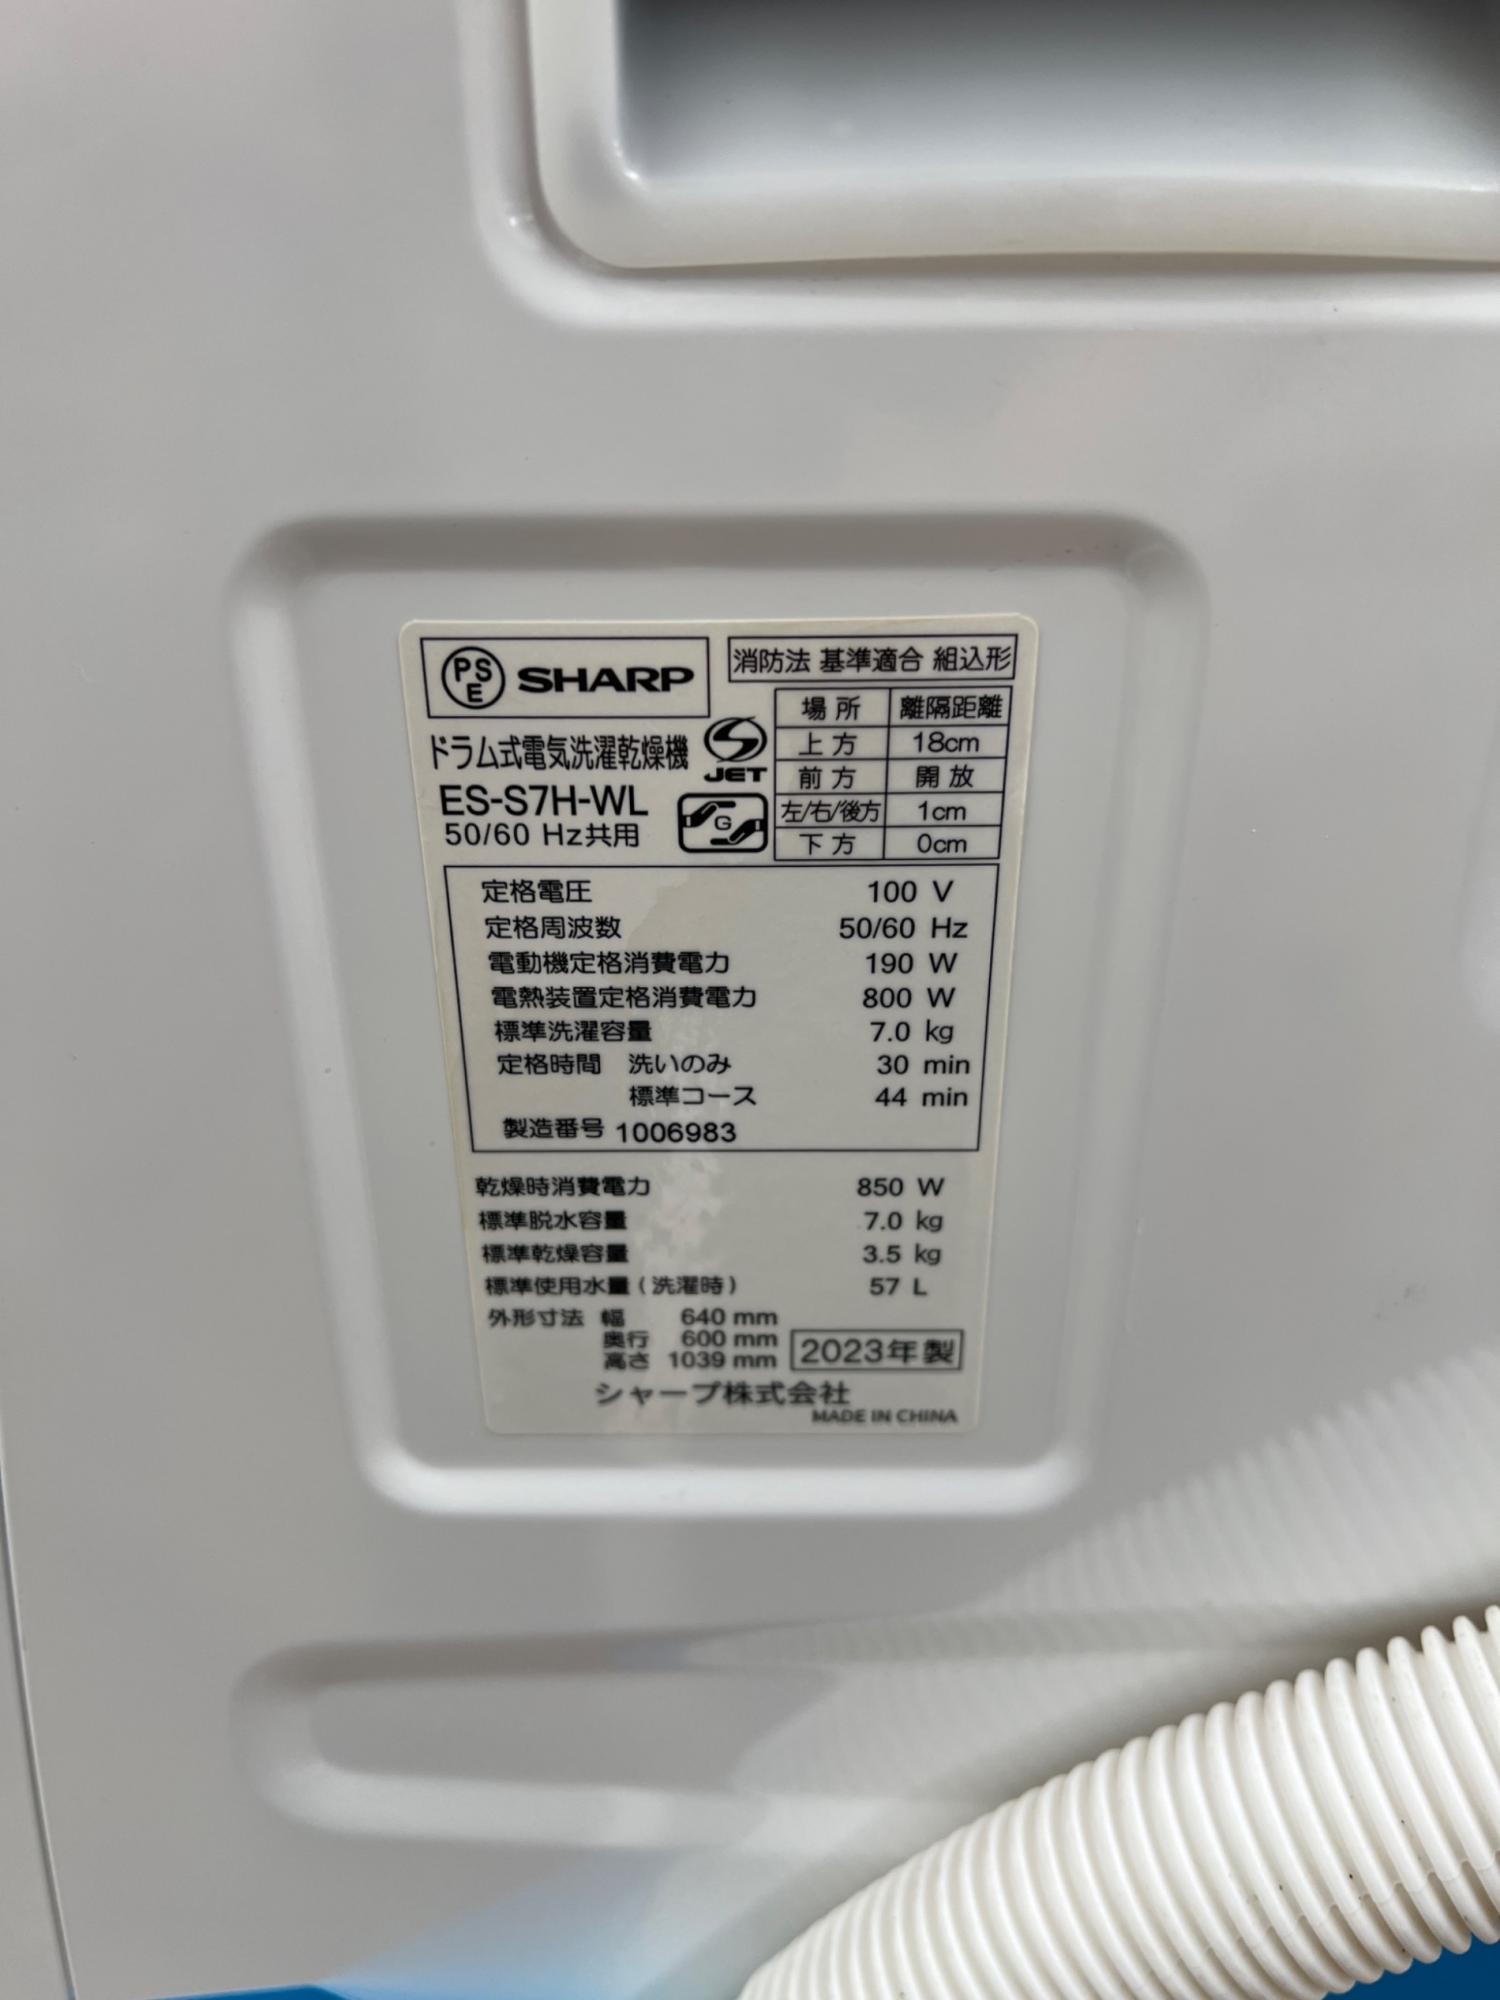 PSE SHARP
消防法 基準適合 組込形
ドラム式電気洗濯乾燥機
ES-S7H-WL
50/60 Hz共用
JET
G
場所 離隔距離
上方 18cm
前方 開放
左/右/後方 1cm
下方 0cm
定格電圧 100 V
定格周波数 50/60 Hz
電動機定格消費電力 190 W
電熱装置定格消費電力 800 W
標準洗濯容量 7.0 kg
定格時間 洗いのみ 30 min
標準コース 44 min
製造番号 1006983
乾燥時消費電力 850 W
標準脱水容量 7.0 kg
標準乾燥容量 3.5 kg
標準使用水量(洗濯時) 57 L
外形寸法 幅 640 mm
奥行 600 mm
高さ 1039 mm
2023年製
シャープ株式会社
MADE IN CHINA